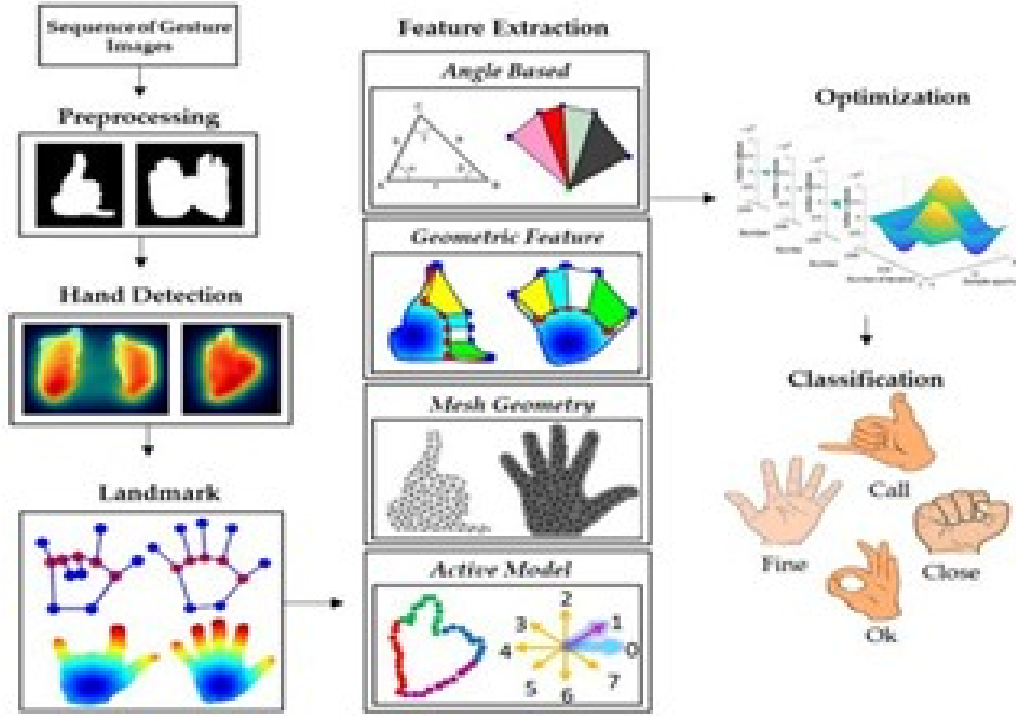 Sequence of Gesture
Images
Preprocessing
Hand Detection
Landmark
Feature Extraction
Angle Based
Geometric Feature
Mesh Geometry
Active Model
2
3
1
4
0
5
6
7
Optimization
Classification
Call
Fine
Close
Ok